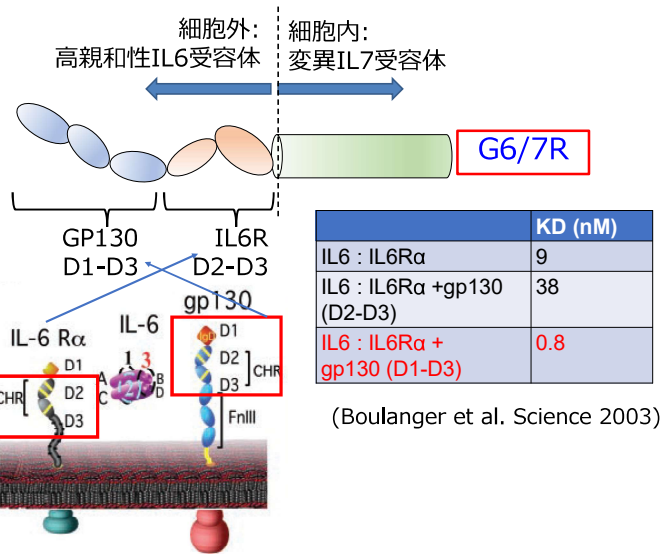 細胞外:
高親和性IL6受容体
細胞内:
変異IL7受容体
G6/7R
GP130
D1-D3
IL6R
D2-D3
KD (nM)
IL6 : IL6Rα 9
IL6 : IL6Rα +gp130 (D2-D3) 38
IL6 : IL6Rα + gp130 (D1-D3) 0.8
(Boulanger et al. Science 2003)
IL-6 Rα
IL-6
gp130
D1
D2
D3
CHR
1 3
A
C
B
D
D1
D2
D3
CHR
FnIII